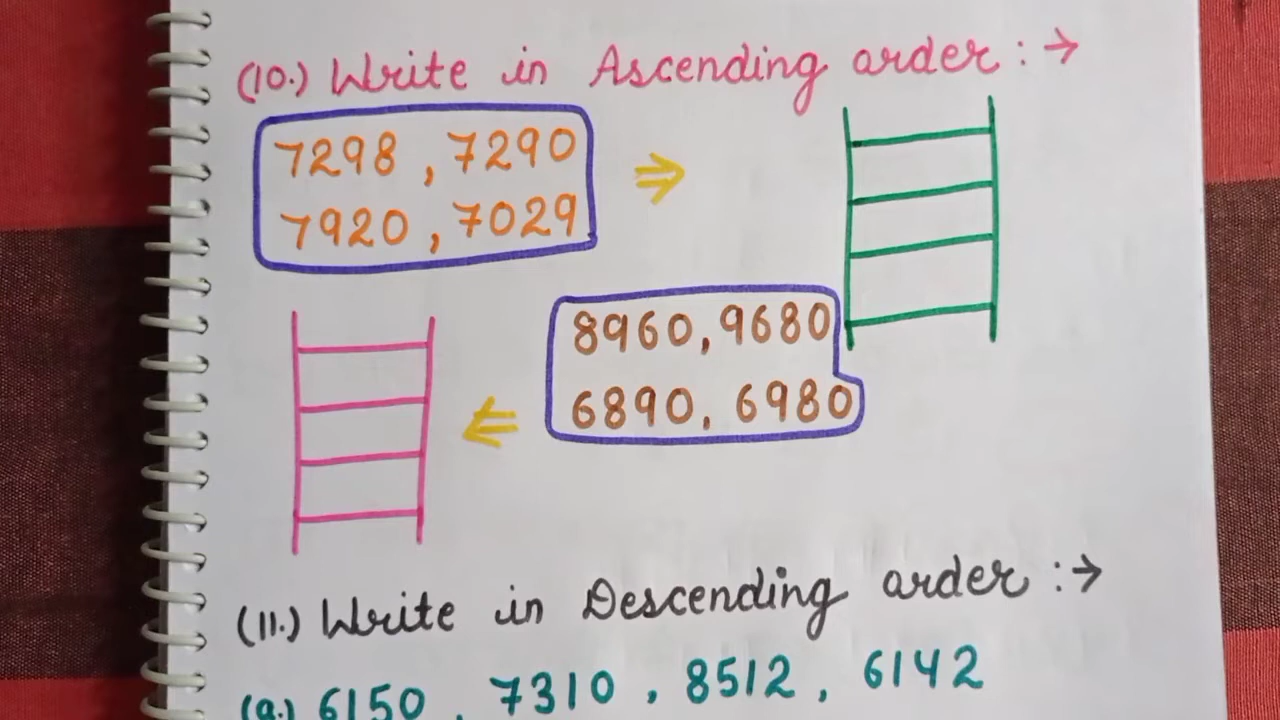 (10.) Write in Ascending order : →
7298 , 7290
7920 , 7029
8960, 9680
6890, 6980
(11.) Write in Descending order : →
(a.) 6150 , 7310 , 8512 , 6142